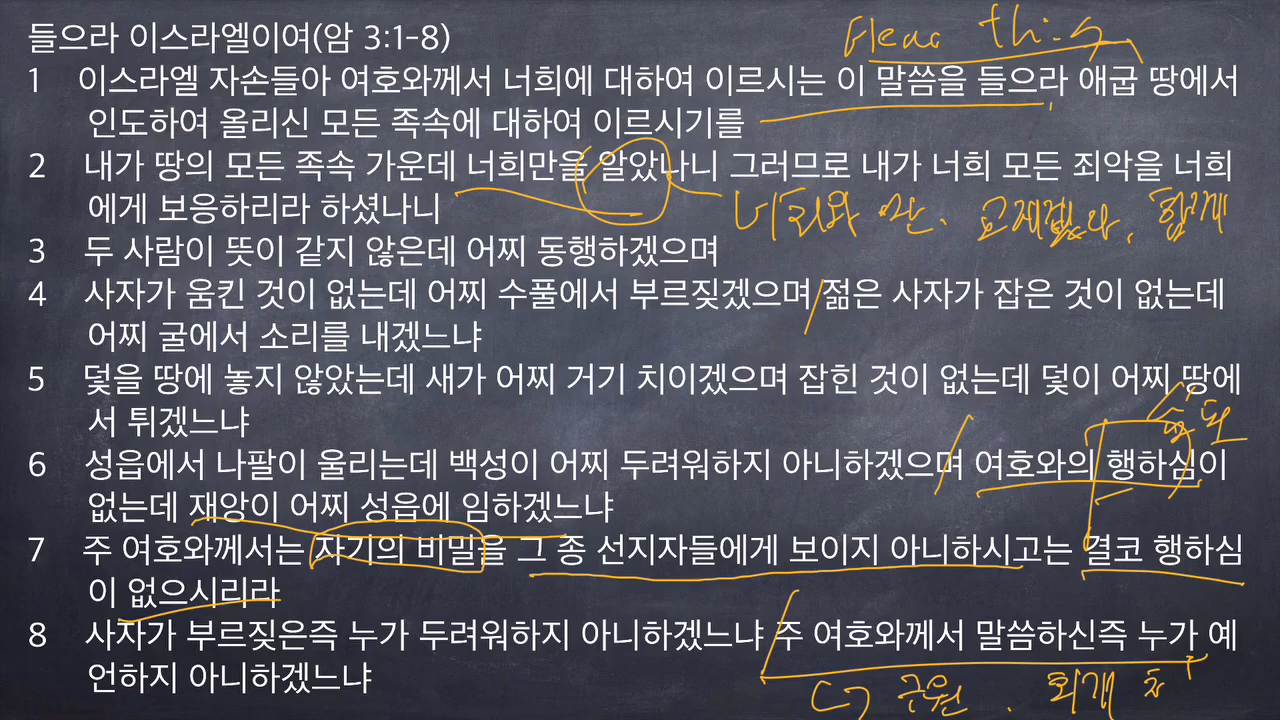 들으라 이스라엘이여(암 3:1-8)
Hear this
1 이스라엘 자손들아 여호와께서 너희에 대하여 이르시는 이 말씀을 들으라 애굽 땅에서
인도하여 올리신 모든 족속에 대하여 이르시기를
2 내가 땅의 모든 족속 가운데 너희만을 알았나니 그러므로 내가 너희 모든 죄악을 너희
에게 보응하리라 하셨나니
너희와 만. 교제했다, 함께
3 두 사람이 뜻이 같지 않은데 어찌 동행하겠으며
4 사자가 움킨 것이 없는데 어찌 수풀에서 부르짖겠으며 젊은 사자가 잡은 것이 없는데
어찌 굴에서 소리를 내겠느냐
5 덫을 땅에 놓지 않았는데 새가 어찌 거기 치이겠으며 잡힌 것이 없는데 덫이 어찌 땅에
서 튀겠느냐
6 성읍에서 나팔이 울리는데 백성이 어찌 두려워하지 아니하겠으며 여호와의 행하심이
없는데 재앙이 어찌 성읍에 임하겠느냐
7 주 여호와께서는 자기의 비밀을 그 종 선지자들에게 보이지 아니하시고는 결코 행하심
이 없으시리라
8 사자가 부르짖은즉 누가 두려워하지 아니하겠느냐 주 여호와께서 말씀하신즉 누가 예
언하지 아니하겠느냐
구원. 회개